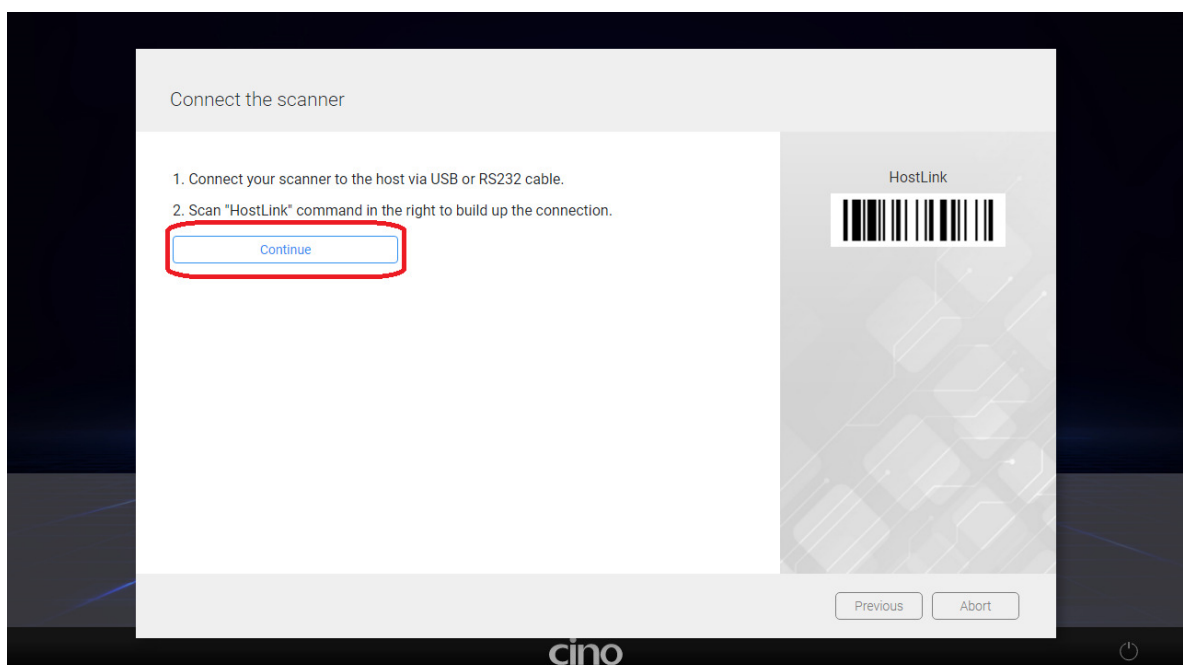 Connect the scanner
1. Connect your scanner to the host via USB or RS232 cable.
2. Scan "HostLink" command in the right to build up the connection.
Continue
HostLink
Previous
Abort
cino